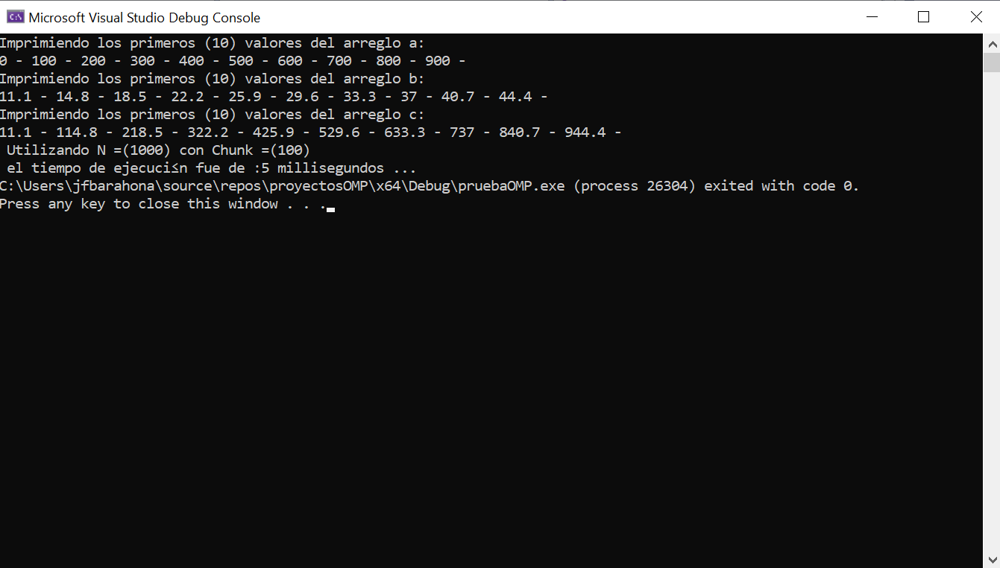 Microsoft Visual Studio Debug Console
Imprimiendo los primeros (10) valores del arreglo a:
0 - 100 - 200 - 300 - 400 - 500 - 600 - 700 - 800 - 900 -
Imprimiendo los primeros (10) valores del arreglo b:
11.1 - 14.8 - 18.5 - 22.2 - 25.9 - 29.6 - 33.3 - 37 - 40.7 - 44.4 -
Imprimiendo los primeros (10) valores del arreglo c:
11.1 - 114.8 - 218.5 - 322.2 - 425.9 - 529.6 - 633.3 - 737 - 840.7 - 944.4 -
Utilizando N =(1000) con Chunk =(100)
el tiempo de ejecuci≤n fue de :5 millisegundos ...
C:\Users\jfbarahona\source\repos\proyectosOMP\x64\Debug\pruebaOMP.exe (process 26304) exited with code 0.
Press any key to close this window . . .